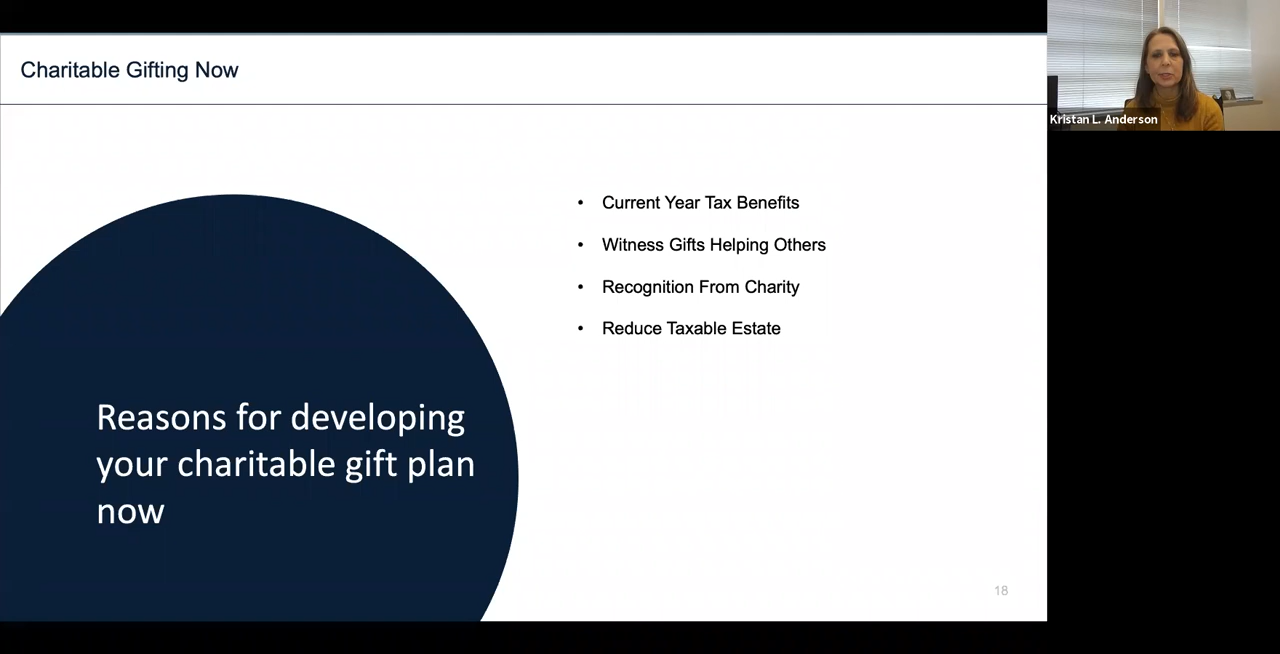 Charitable Gifting Now
Kristan L. Anderson
• Current Year Tax Benefits
• Witness Gifts Helping Others
• Recognition From Charity
• Reduce Taxable Estate
Reasons for developing
your charitable gift plan
now
18